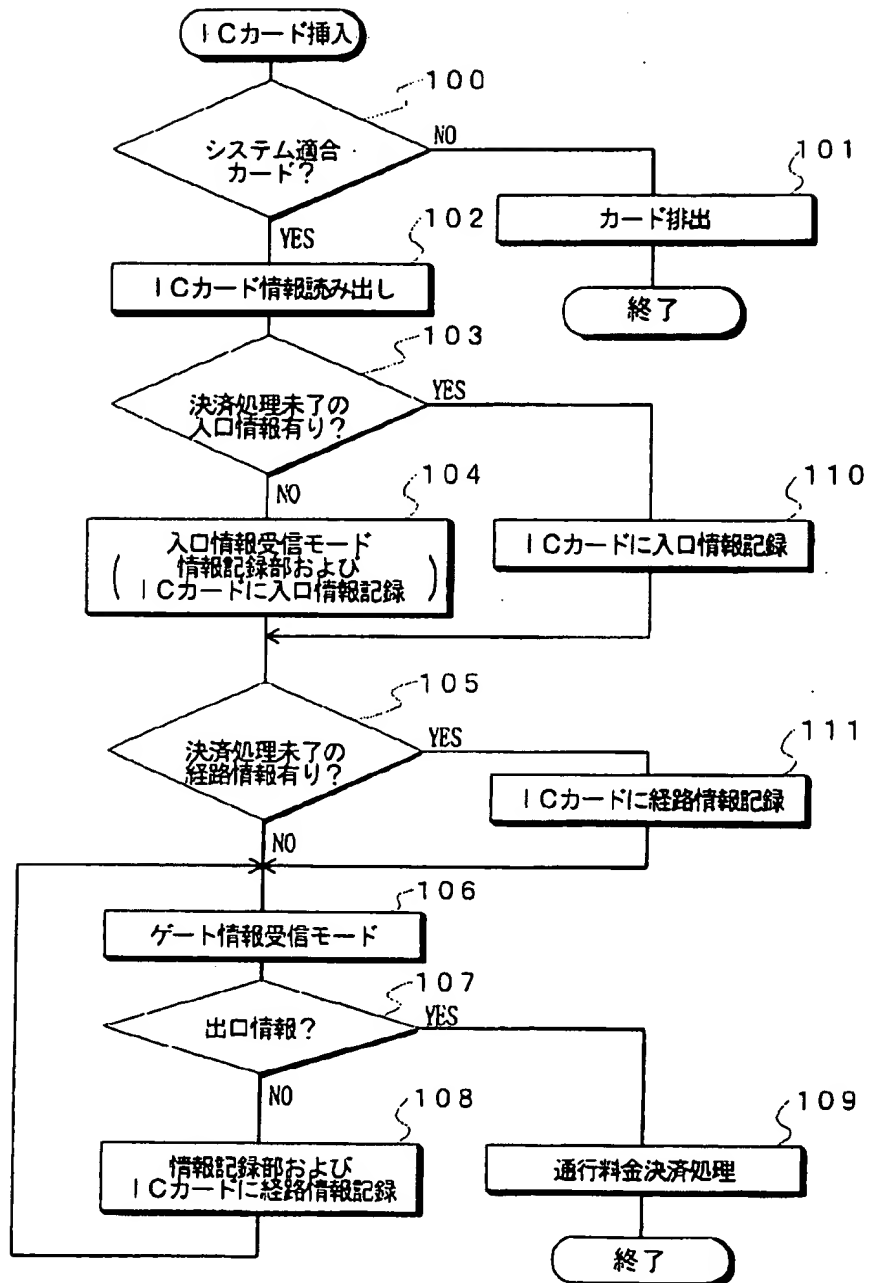 ICカード挿入
100
システム適合
カード?
NO
101
カード排出
YES
102
ICカード情報読み出し
終了
103
決済処理未了の
入口情報有り?
YES
NO
104
110
入口情報受信モード
(情報記録部および
ICカードに入口情報記録)
ICカードに入口情報記録
105
決済処理未了の
経路情報有り?
YES
111
ICカードに経路情報記録
NO
106
ゲート情報受信モード
107
出口情報?
YES
NO
108
109
情報記録部および
ICカードに経路情報記録
通行料金決済処理
終了